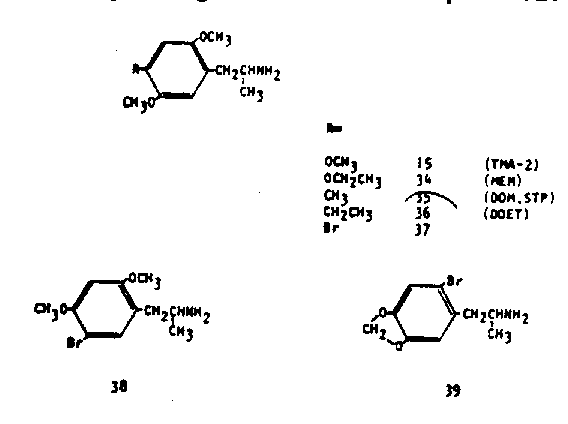 OCH3
R
CH2CHNH2
CH3
CH3O
R=
OCH3 15 (TMA-2)
OCH2CH3 34 (MEM)
CH3 35 (DOM,STP)
CH2CH3 36 (DOET)
Br 37
OCH3
CH3O
CH2CHNH2
CH3
Br
38
Br
O
CH2
O
CH2CHNH2
CH3
39